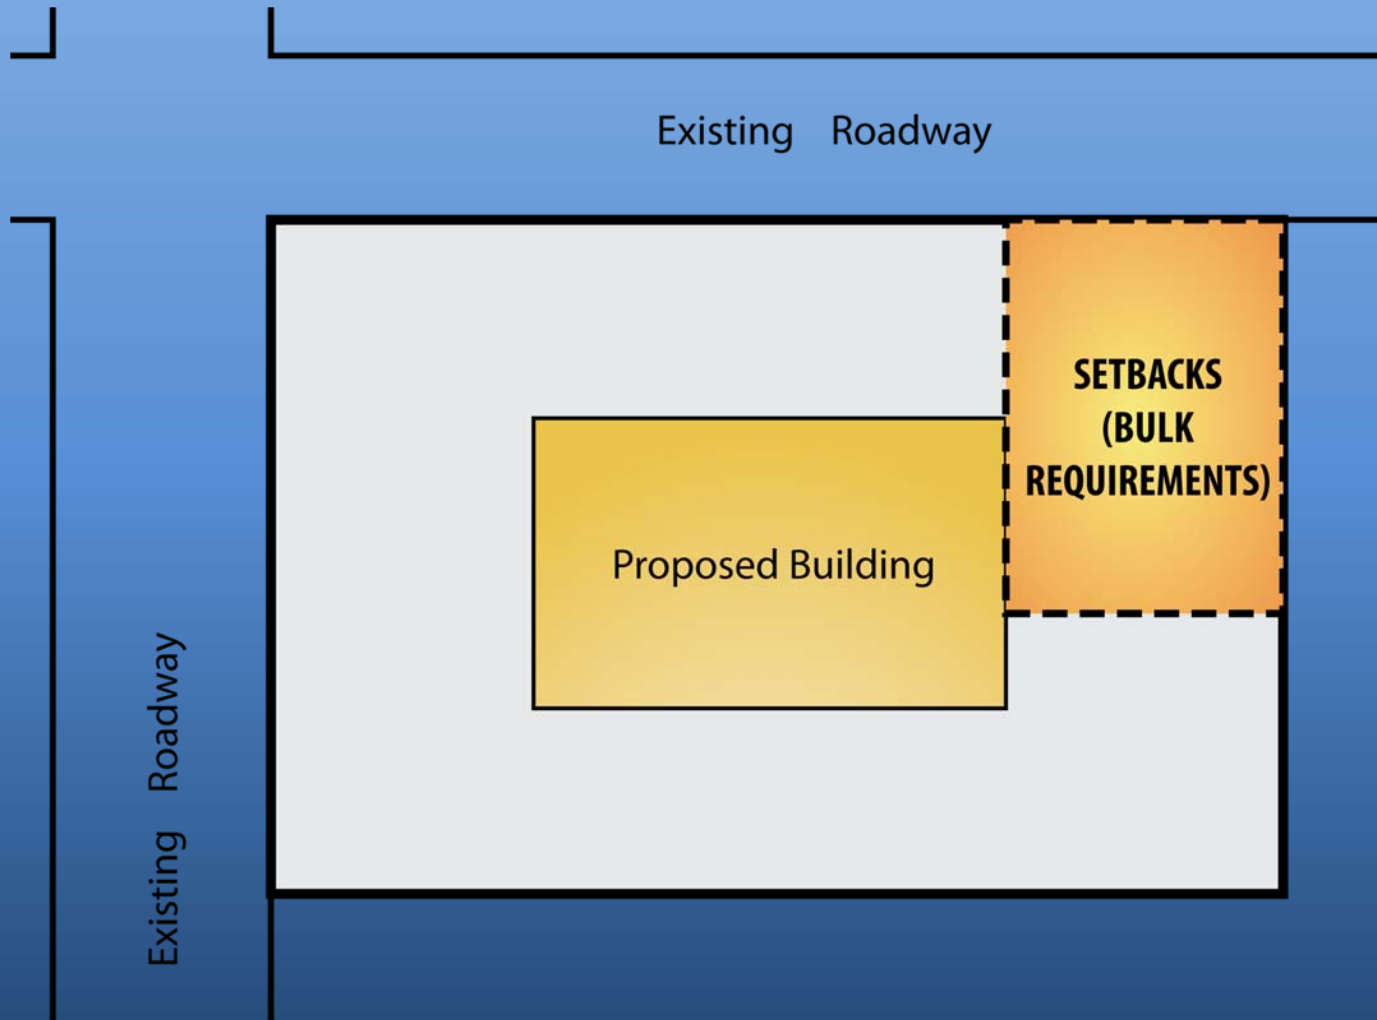 Existing Roadway
SETBACKS
(BULK
REQUIREMENTS)
Proposed Building
Existing Roadway